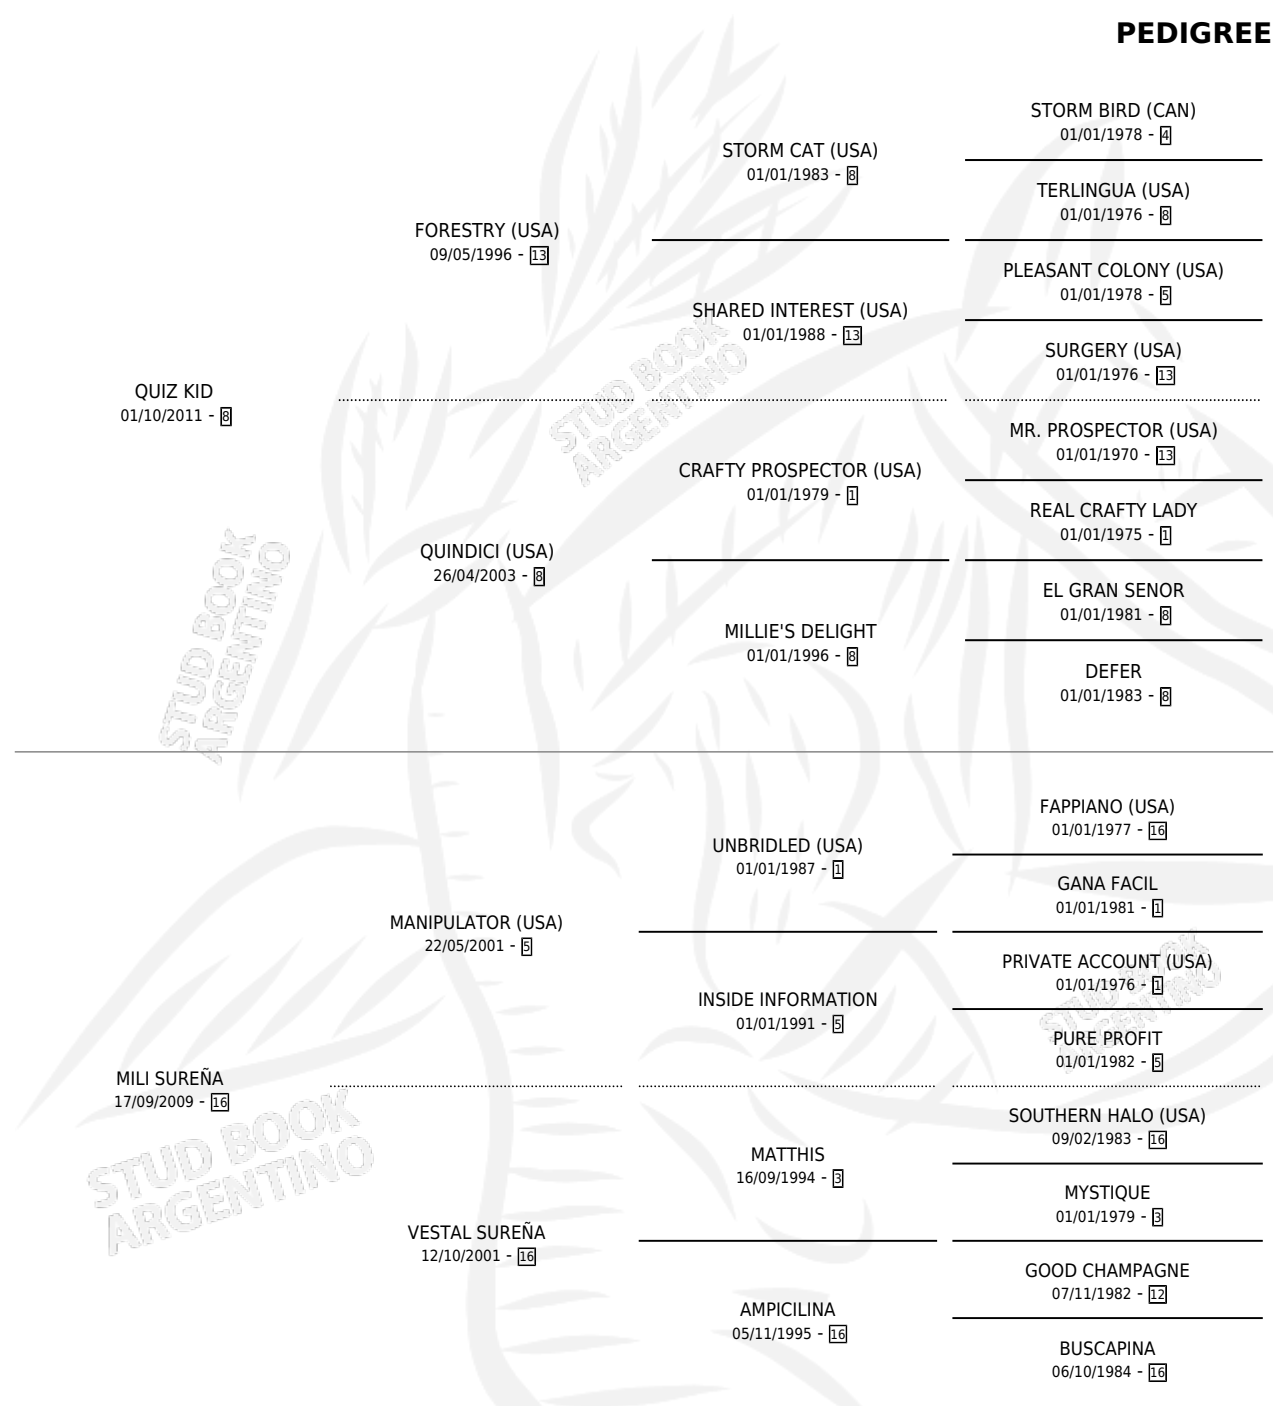 PEDIGREE
STORM BIRD (CAN)
01/01/1978 - 4
STORM CAT (USA)
01/01/1983 - 8
TERLINGUA (USA)
01/01/1976 - 8
FORESTRY (USA)
09/05/1996 - 13
PLEASANT COLONY (USA)
01/01/1978 - 5
SHARED INTEREST (USA)
01/01/1988 - 13
SURGERY (USA)
01/01/1976 - 13
QUIZ KID
01/10/2011 - 8
MR. PROSPECTOR (USA)
01/01/1970 - 13
CRAFTY PROSPECTOR (USA)
01/01/1979 - 1
REAL CRAFTY LADY
01/01/1975 - 1
QUINDICI (USA)
26/04/2003 - 8
EL GRAN SENOR
01/01/1981 - 8
MILLIE'S DELIGHT
01/01/1996 - 8
DEFER
01/01/1983 - 8
STUD BOOK
ARGENTINO
STUD BOOK
ARGENTINO
FAPPIANO (USA)
01/01/1977 - 16
UNBRIDLED (USA)
01/01/1987 - 1
GANA FACIL
01/01/1981 - 1
MANIPULATOR (USA)
22/05/2001 - 5
PRIVATE ACCOUNT (USA)
01/01/1976 - 1
INSIDE INFORMATION
01/01/1991 - 5
PURE PROFIT
01/01/1982 - 5
MILI SUREÑA
17/09/2009 - 16
SOUTHERN HALO (USA)
09/02/1983 - 16
MATTHIS
16/09/1994 - 3
MYSTIQUE
01/01/1979 - 3
VESTAL SUREÑA
12/10/2001 - 16
GOOD CHAMPAGNE
07/11/1982 - 12
AMPICILINA
05/11/1995 - 16
BUSCAPINA
06/10/1984 - 16
STUD BOOK
ARGENTINO
STUD BOOK
ARGENTINO